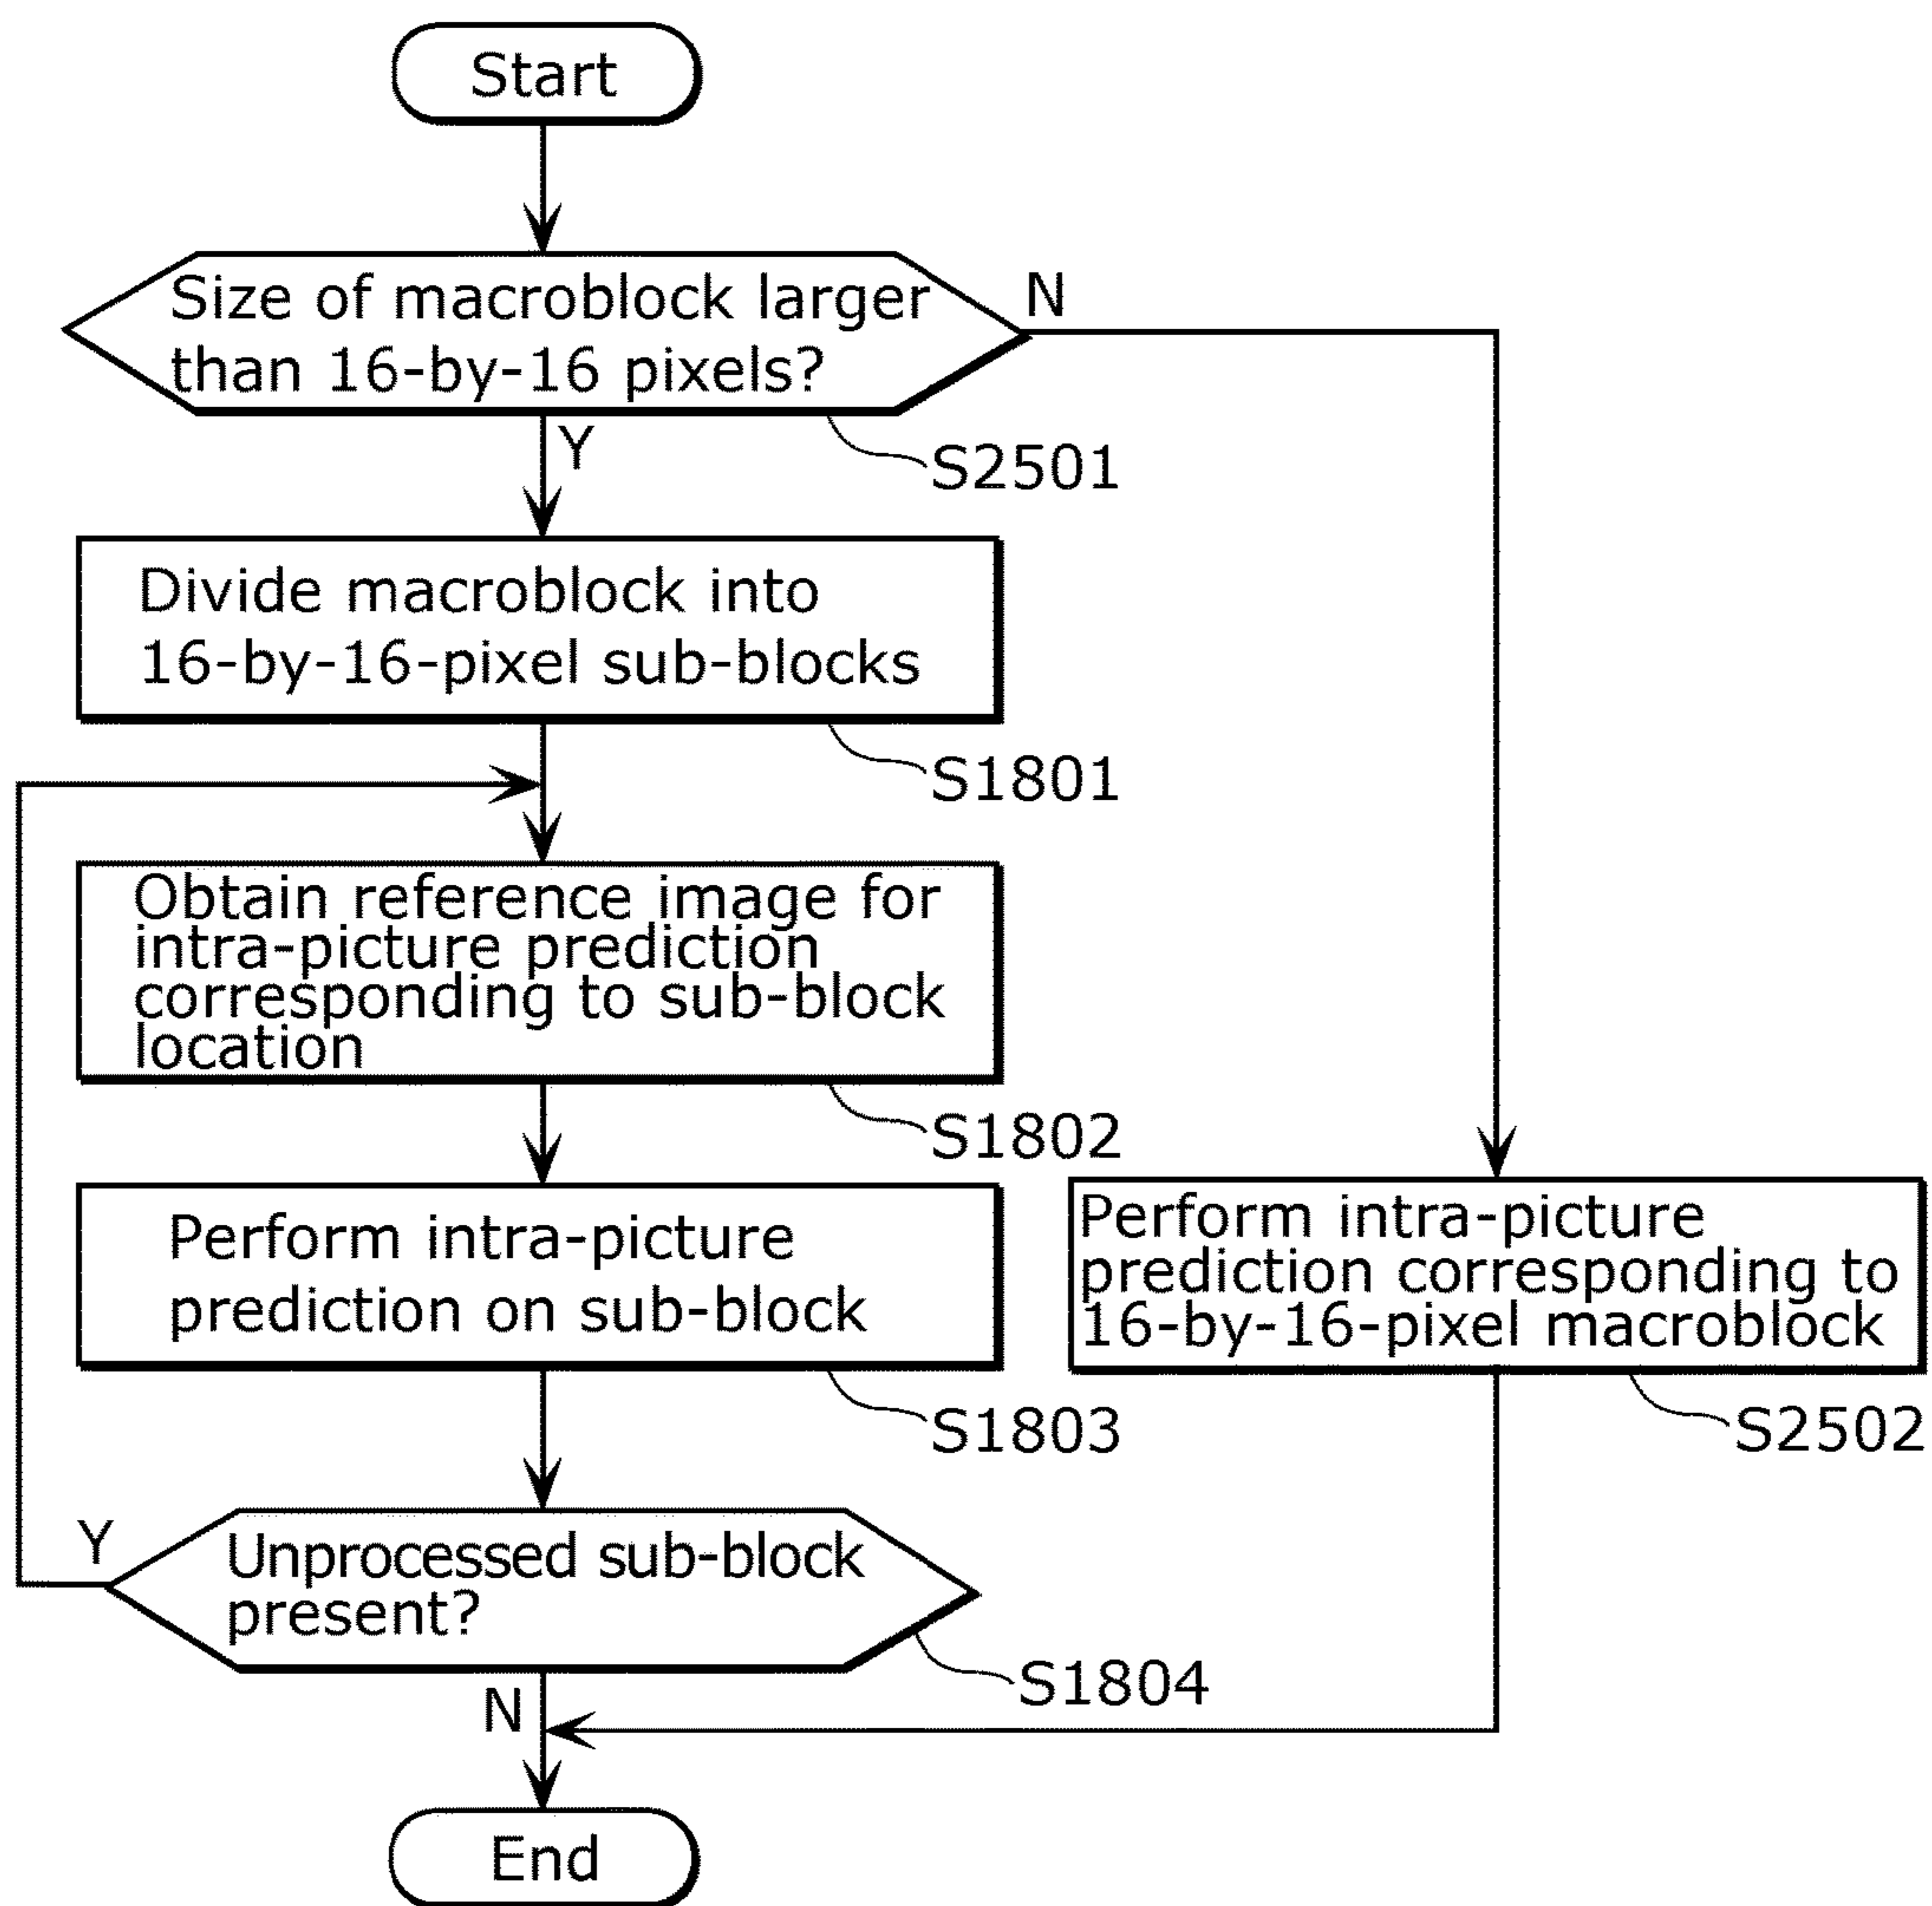 Start
Size of macroblock larger
than 16-by-16 pixels?
N
Y
S2501
Divide macroblock into
16-by-16-pixel sub-blocks
S1801
Obtain reference image for
intra-picture prediction
corresponding to sub-block
location
S1802
Perform intra-picture
prediction on sub-block
S1803
Perform intra-picture
prediction corresponding to
16-by-16-pixel macroblock
S2502
Y
Unprocessed sub-block
present?
S1804
N
End